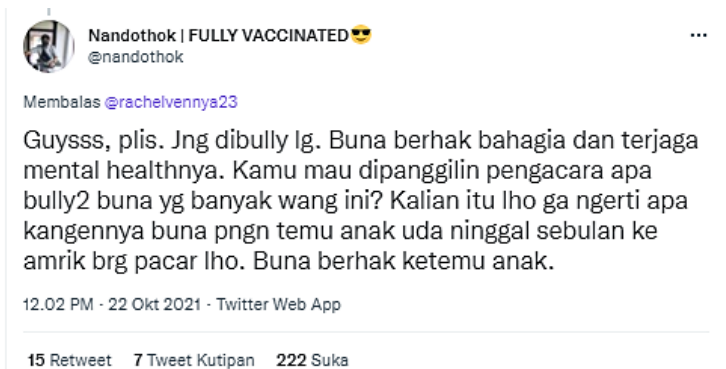 Nandothok | FULLY VACCINATED😎
@nandothok
Membalas @rachelvennya23
Guysss, plis. Jng dibully lg. Buna berhak bahagia dan terjaga
mental healthnya. Kamu mau dipanggilin pengacara apa
bully2 buna yg banyak wang ini? Kalian itu lho ga ngerti apa
kangennya buna pngn temu anak uda ninggal sebulan ke
amrik brg pacar lho. Buna berhak ketemu anak.
12.02 PM · 22 Okt 2021 · Twitter Web App
15 Retweet 7 Tweet Kutipan 222 Suka